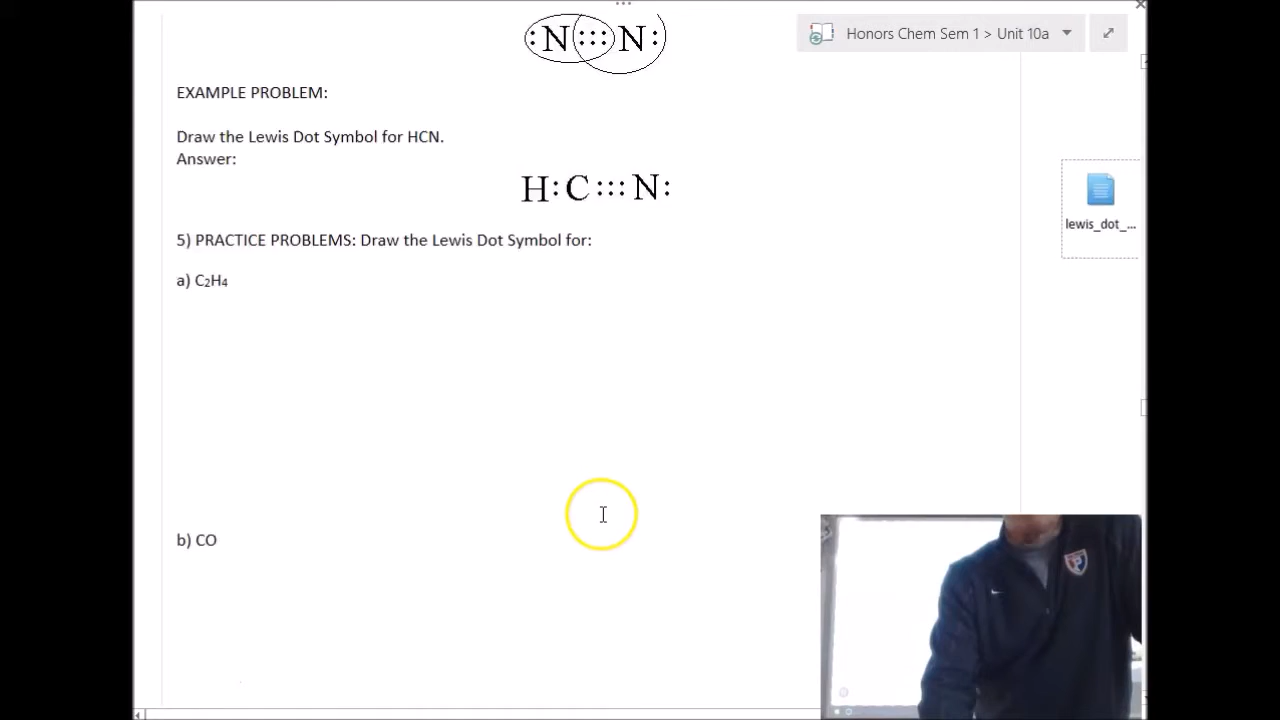 :N:::N:
Honors Chem Sem 1 > Unit 10a
EXAMPLE PROBLEM:
Draw the Lewis Dot Symbol for HCN.
Answer:
H:C:::N:
lewis_dot_...
5) PRACTICE PROBLEMS: Draw the Lewis Dot Symbol for:
a) C₂H₄
b) CO
P